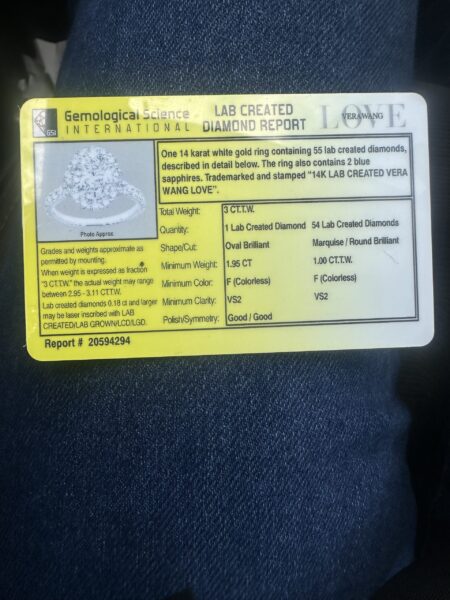 GSI
Gemological Science
INTERNATIONAL
LAB CREATED
DIAMOND REPORT
VERA WANG
LOVE
One 14 karat white gold ring containing 55 lab created diamonds,
described in detail below. The ring also contains 2 blue
sapphires. Trademarked and stamped "14K LAB CREATED VERA
WANG LOVE".
Photo Approx
Grades and weights approximate as
permitted by mounting.
When weight is expressed as fraction
"3 CT.T.W." the actual weight may range
between 2.95 - 3.11 CT.T.W.
Lab created diamonds 0.18 ct and larger
may be laser inscribed with LAB
CREATED/LAB GROWN/LCD/LGD.
Total Weight: 3 CT.T.W.
Quantity: 1 Lab Created Diamond 54 Lab Created Diamonds
Shape/Cut: Oval Brilliant Marquise / Round Brilliant
Minimum Weight: 1.95 CT 1.00 CT.T.W.
Minimum Color: F (Colorless) F (Colorless)
Minimum Clarity: VS2 VS2
Polish/Symmetry: Good / Good
Report # 20594294